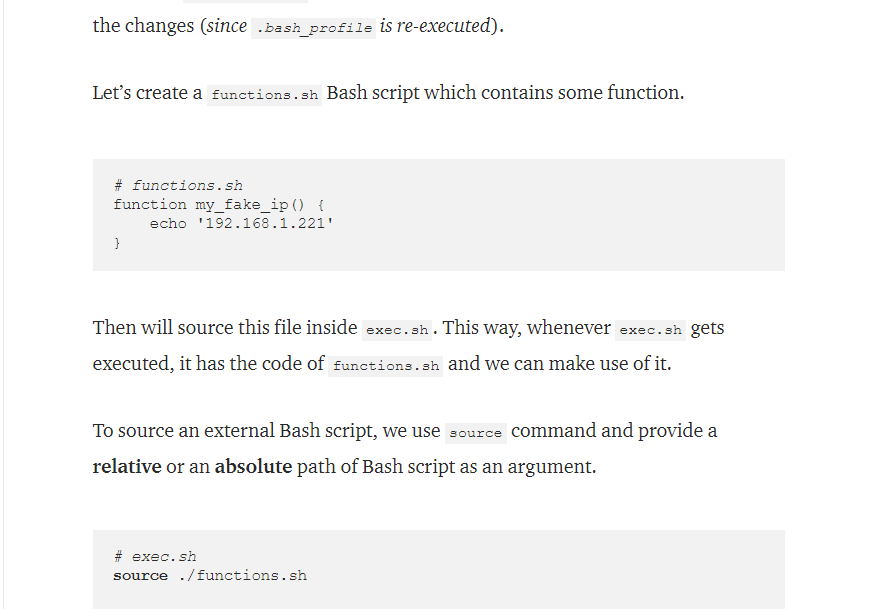 the changes (since .bash_profile is re-executed).
Let’s create a functions.sh Bash script which contains some function.
# functions.sh
function my_fake_ip() {
    echo '192.168.1.221'
}
Then will source this file inside exec.sh. This way, whenever exec.sh gets
executed, it has the code of functions.sh and we can make use of it.
To source an external Bash script, we use source command and provide a
relative or an absolute path of Bash script as an argument.
# exec.sh
source ./functions.sh